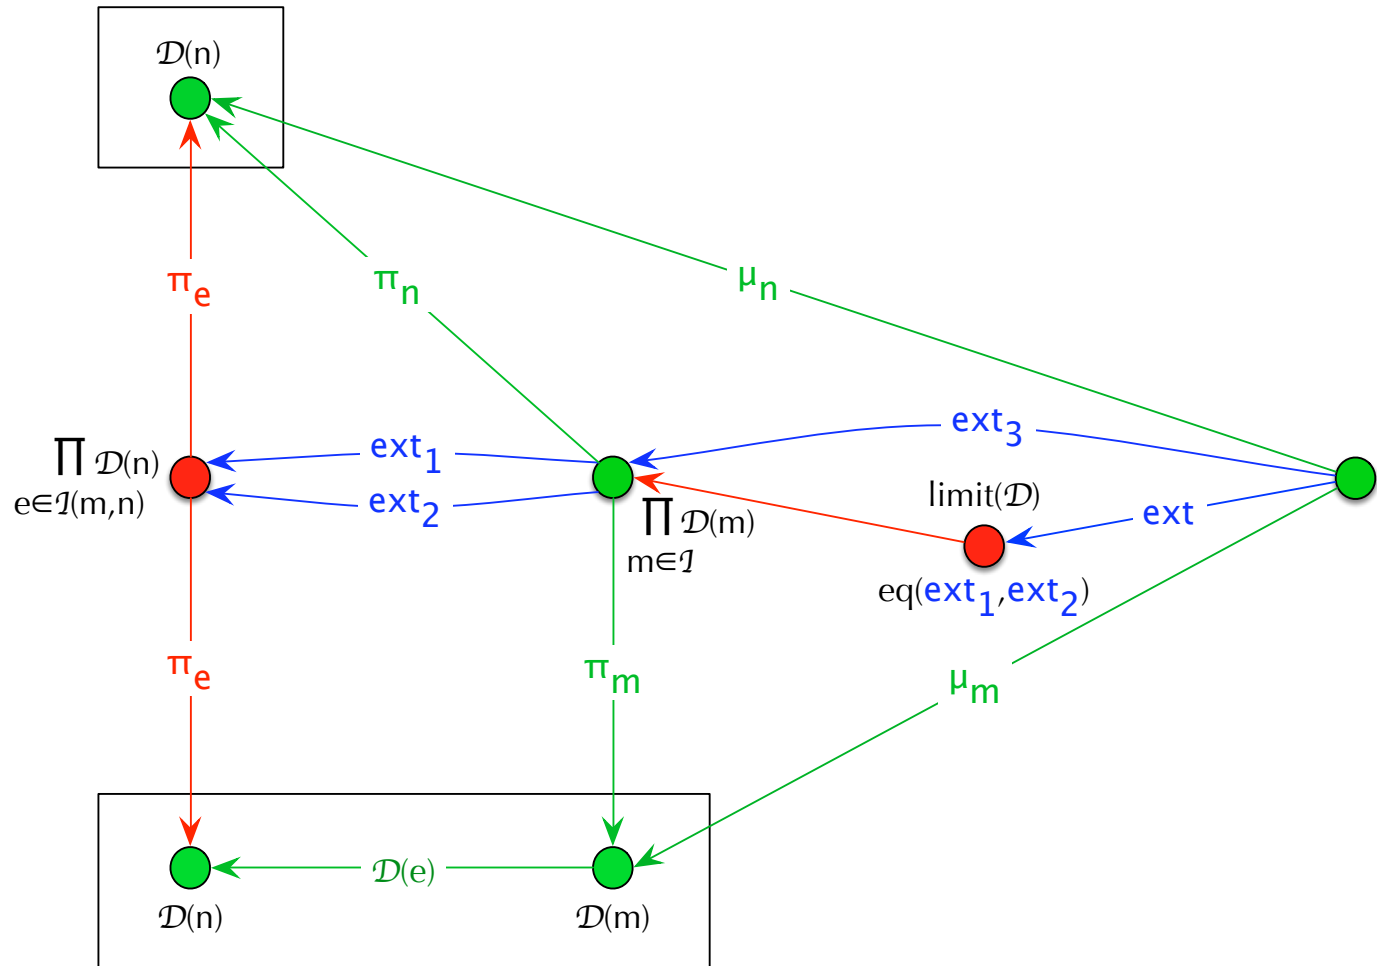 𝒟(n)
π_e
π_n
μ_n
∏ 𝒟(n)
e∈ℐ(m,n)
ext_1
ext_2
ext_3
∏ 𝒟(m)
m∈ℐ
limit(𝒟)
ext
eq(ext_1,ext_2)
π_e
π_m
μ_m
𝒟(e)
𝒟(n)
𝒟(m)